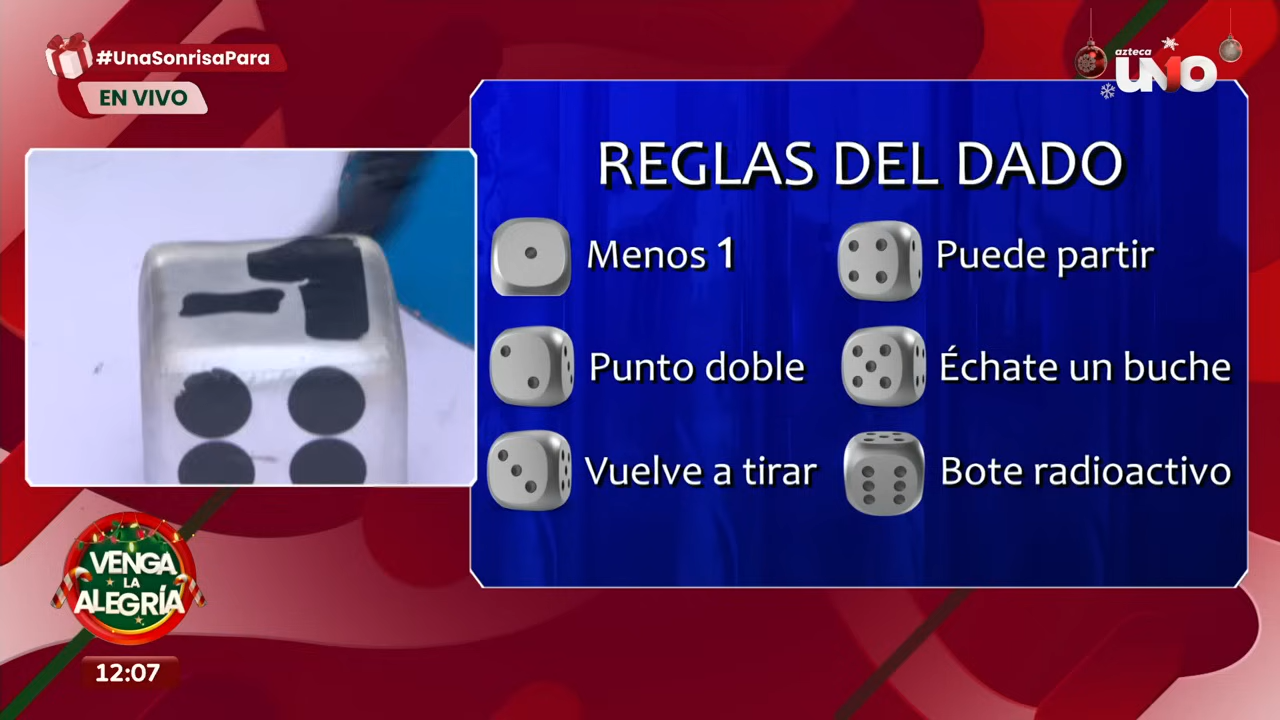 #UnaSonrisaPara
EN VIVO
azteca
UNO
REGLAS DEL DADO
Menos 1
Puede partir
Punto doble
Échate un buche
Vuelve a tirar
Bote radioactivo
-1
VENGA
LA
ALEGRÍA
12:07